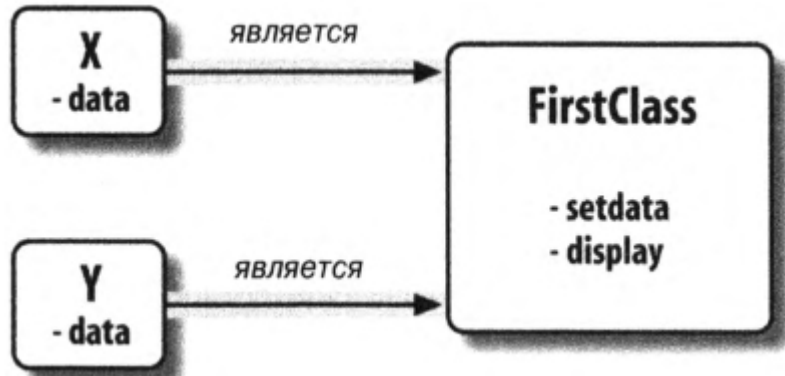 X
- data
является
FirstClass
- setdata
- display
Y
- data
является